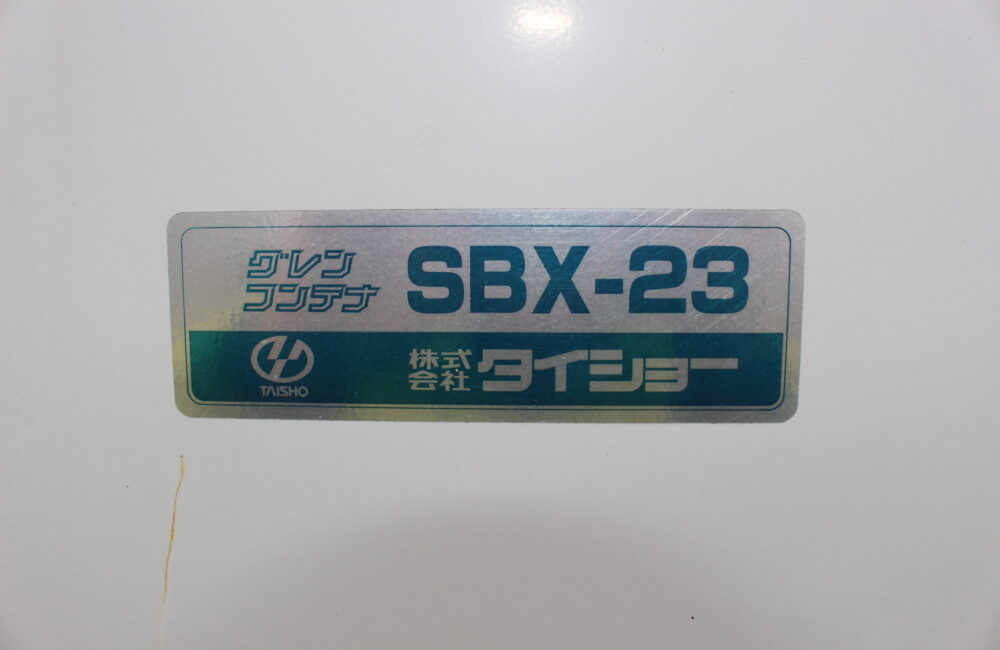 グレン
コンテナ
SBX-23
TAISHO
株式
会社
タイショー